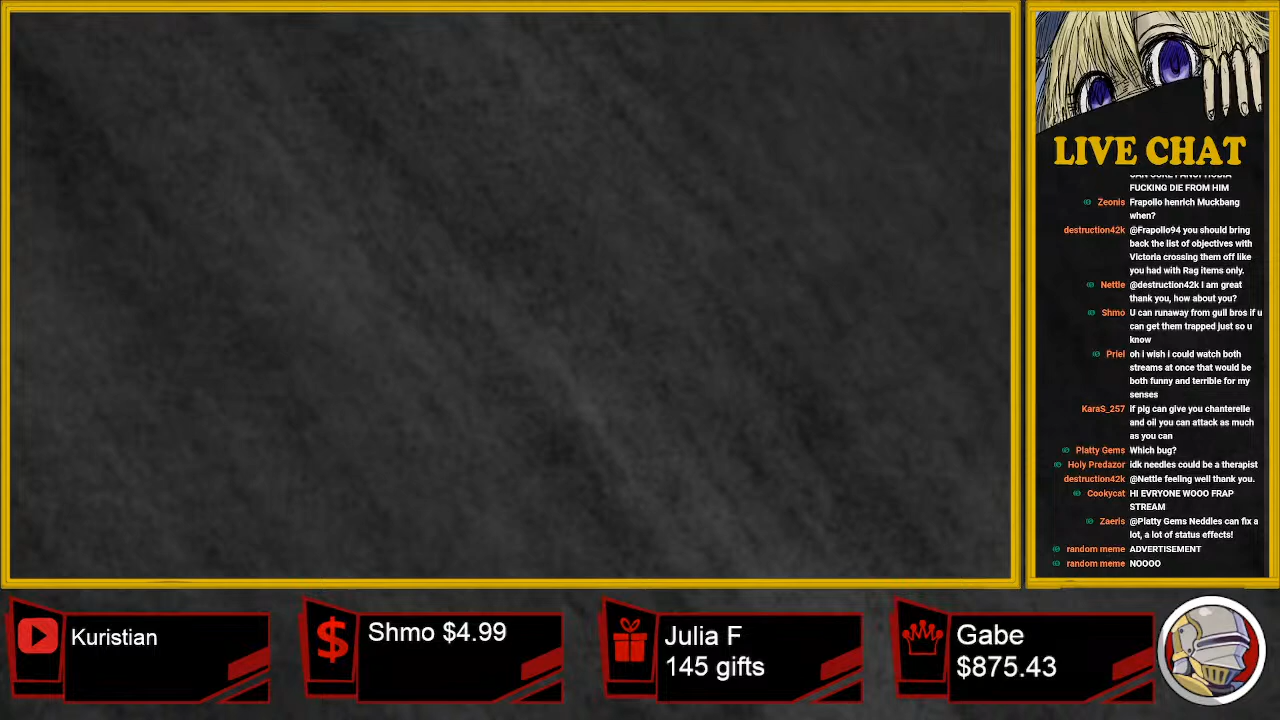 LIVE CHAT
FUCKING DIE FROM HIM
Zeonis Frapollo henrich Muckbang
when?
destruction42k @Frapollo94 you should bring
back the list of objectives with
Victoria crossing them off like
you had with Rag items only.
Nettle @destruction42k I am great
thank you, how about you?
Shmo U can runaway from gull bros if u
can get them trapped just so u
know
Priel oh i wish i could watch both
streams at once that would be
both funny and terrible for my
senses
KaraS_257 if pig can give you chanterelle
and oil you can attack as much
as you can
Platty Gems Which bug?
Holy Predazor idk needles could be a therapist
destruction42k @Nettle feeling well thank you.
Cookycat HI EVRYONE WOOO FRAP
STREAM
Zaeris @Platty Gems Neddles can fix a
lot, a lot of status effects!
random meme ADVERTISEMENT
random meme NOOOO
Kuristian
Shmo $4.99
Julia F
145 gifts
Gabe
$875.43